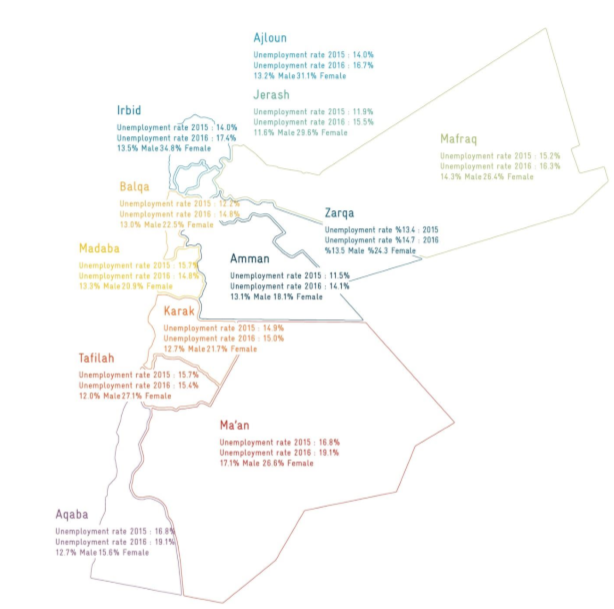 Ajloun
Unemployment rate 2015 : 14.0%
Unemployment rate 2016 : 16.7%
13.2% Male 31.1% Female
Jerash
Unemployment rate 2015 : 11.9%
Unemployment rate 2016 : 15.5%
11.6% Male 29.6% Female
Irbid
Unemployment rate 2015 : 14.0%
Unemployment rate 2016 : 17.4%
13.5% Male 34.8% Female
Mafraq
Unemployment rate 2015 : 15.2%
Unemployment rate 2016 : 16.3%
14.3% Male 26.4% Female
Balqa
Unemployment rate 2015 : 12.2%
Unemployment rate 2016 : 14.6%
13.0% Male 22.5% Female
Zarqa
Unemployment rate %13.4 : 2015
Unemployment rate %14.7 : 2016
%13.5 Male %24.3 Female
Madaba
Unemployment rate 2015 : 15.7%
Unemployment rate 2016 : 14.8%
13.3% Male 20.9% Female
Amman
Unemployment rate 2015 : 11.5%
Unemployment rate 2016 : 14.1%
13.1% Male 18.1% Female
Karak
Unemployment rate 2015 : 14.9%
Unemployment rate 2016 : 15.0%
12.7% Male 21.7% Female
Tafilah
Unemployment rate 2015 : 15.7%
Unemployment rate 2016 : 15.4%
12.0% Male 27.1% Female
Ma'an
Unemployment rate 2015 : 16.8%
Unemployment rate 2016 : 19.1%
17.1% Male 26.6% Female
Aqaba
Unemployment rate 2015 : 16.8%
Unemployment rate 2016 : 19.1%
12.7% Male 15.6% Female